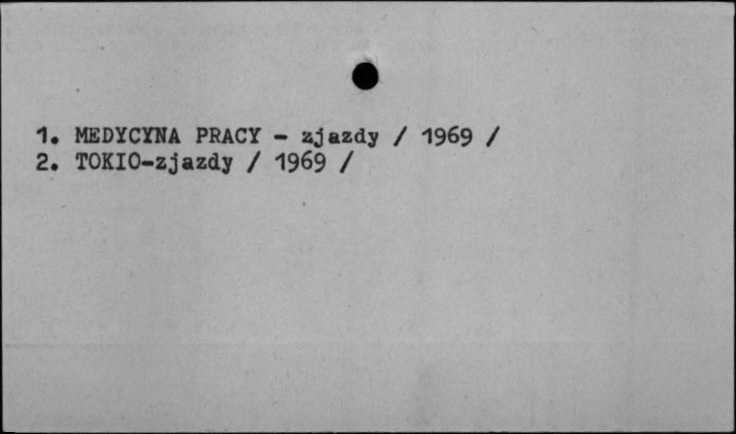 1. MEDYCYNA PRACY - zjazdy / 1969 /
2. TOKIO-zjazdy / 1969 /